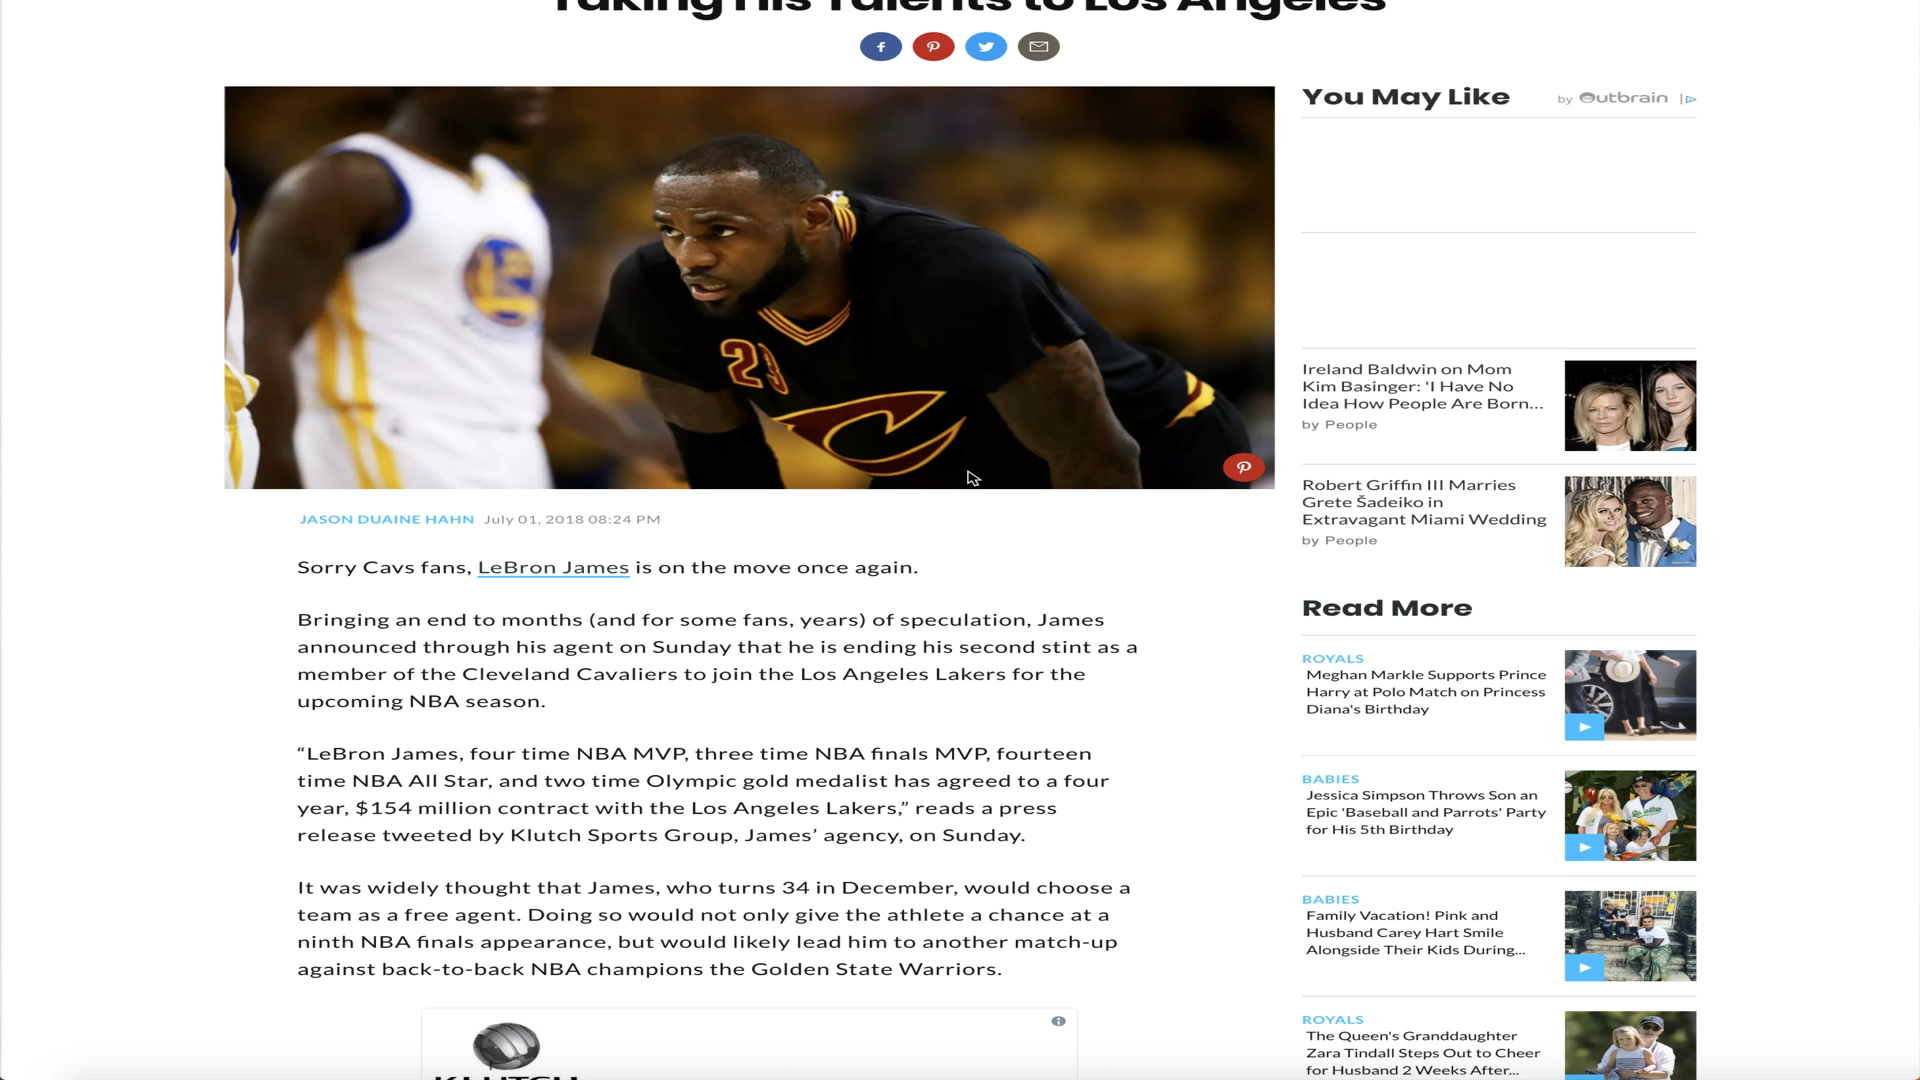 Taking His Talents to Los Angeles
You May Like
by Outbrain
23
Ireland Baldwin on Mom
Kim Basinger: 'I Have No
Idea How People Are Born...
by People
Robert Griffin III Marries
Grete Šadeiko in
Extravagant Miami Wedding
by People
JASON DUAINE HAHN July 01, 2018 08:24 PM
Sorry Cavs fans, LeBron James is on the move once again.
Bringing an end to months (and for some fans, years) of speculation, James
announced through his agent on Sunday that he is ending his second stint as a
member of the Cleveland Cavaliers to join the Los Angeles Lakers for the
upcoming NBA season.
“LeBron James, four time NBA MVP, three time NBA finals MVP, fourteen
time NBA All Star, and two time Olympic gold medalist has agreed to a four
year, $154 million contract with the Los Angeles Lakers,” reads a press
release tweeted by Klutch Sports Group, James’ agency, on Sunday.
It was widely thought that James, who turns 34 in December, would choose a
team as a free agent. Doing so would not only give the athlete a chance at a
ninth NBA finals appearance, but would likely lead him to another match-up
against back-to-back NBA champions the Golden State Warriors.
KLUTCH
Read More
ROYALS
Meghan Markle Supports Prince
Harry at Polo Match on Princess
Diana's Birthday
BABIES
Jessica Simpson Throws Son an
Epic 'Baseball and Parrots' Party
for His 5th Birthday
BABIES
Family Vacation! Pink and
Husband Carey Hart Smile
Alongside Their Kids During...
ROYALS
The Queen's Granddaughter
Zara Tindall Steps Out to Cheer
for Husband 2 Weeks After...